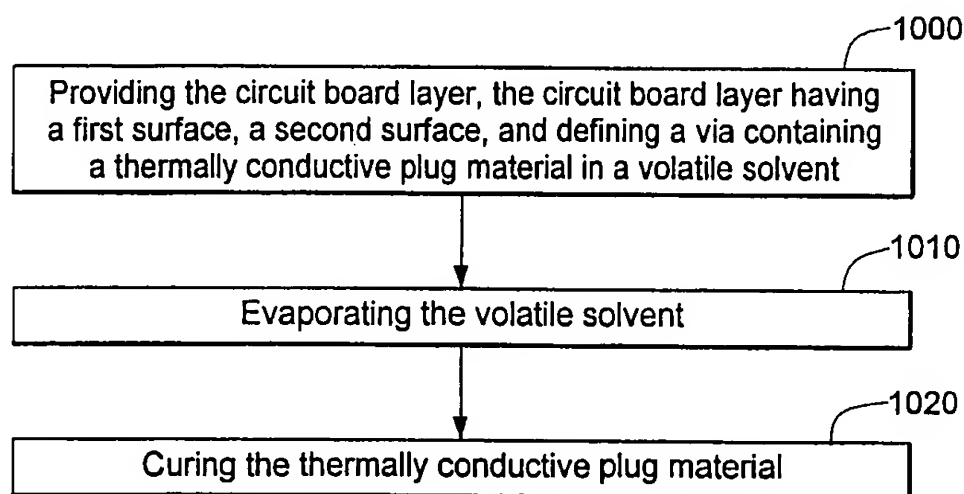 1000
Providing the circuit board layer, the circuit board layer having
a first surface, a second surface, and defining a via containing
a thermally conductive plug material in a volatile solvent
1010
Evaporating the volatile solvent
1020
Curing the thermally conductive plug material